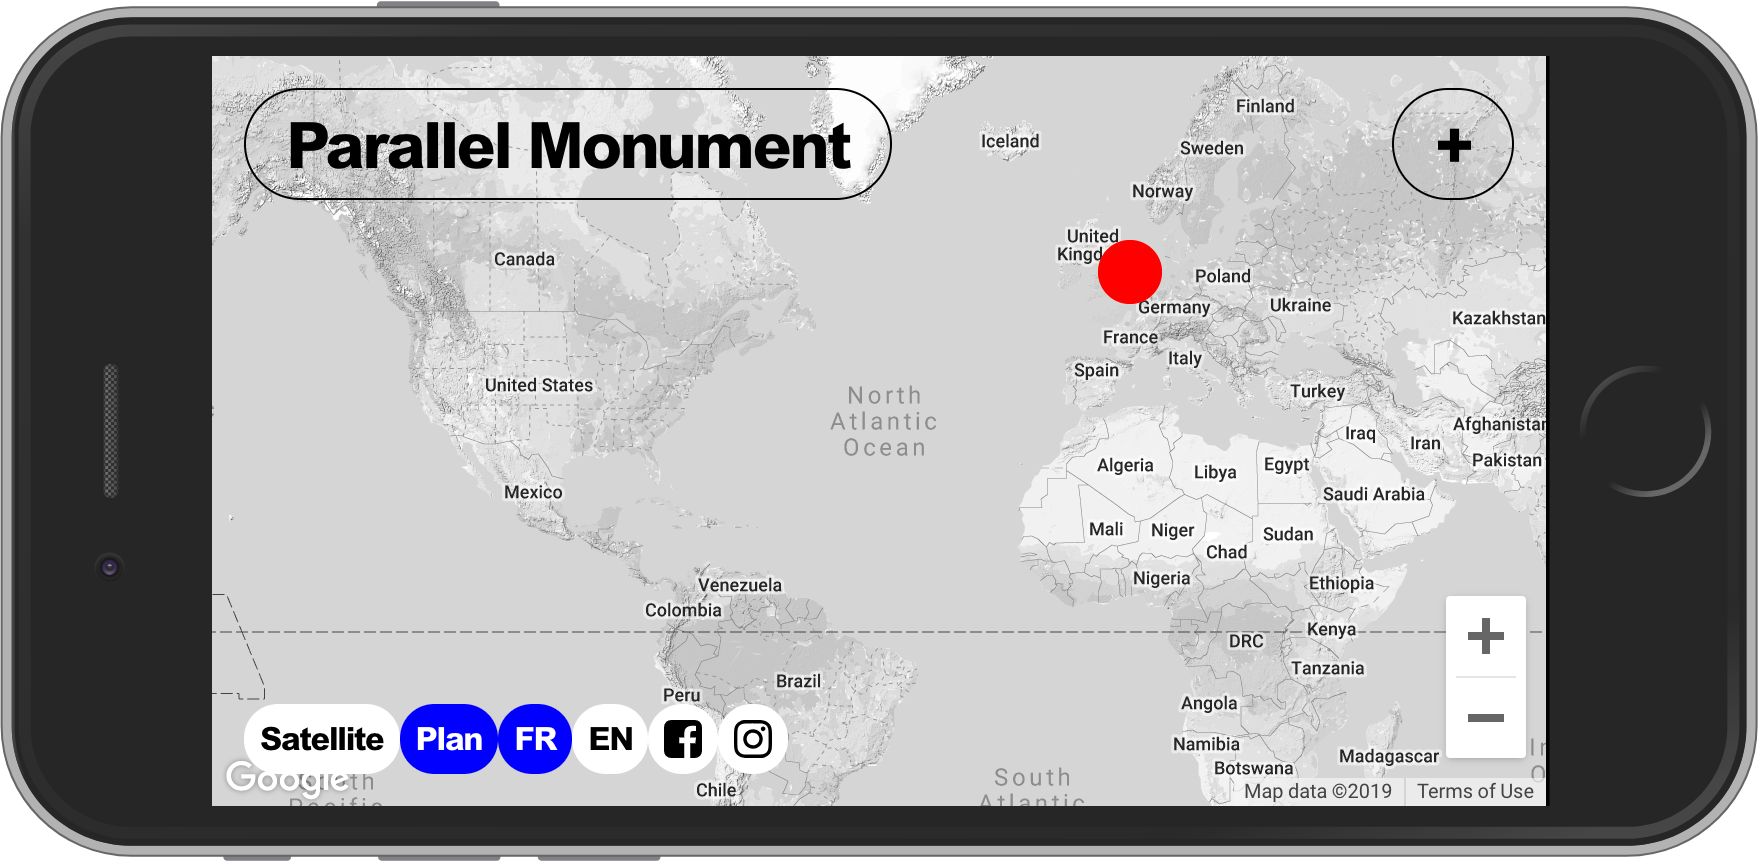 Parallel Monument
+
Finland
Iceland
Sweden
Norway
United
Canada
Poland
Germany
Ukraine
Kazakhstan
France
Italy
Spain
United States
Turkey
North
Atlantic
Ocean
Afghanistan
Iraq
Iran
Pakistan
Algeria
Libya
Egypt
Mexico
Saudi Arabia
Mali
Niger
Sudan
Chad
Nigeria
Ethiopia
Venezuela
Colombia
Kenya
DRC
Tanzania
Brazil
Peru
Angola
Satellite Plan FR EN
Namibia
Madagascar
Botswana
Google
South
Atlantic
Chile
Map data ©2019
Terms of Use